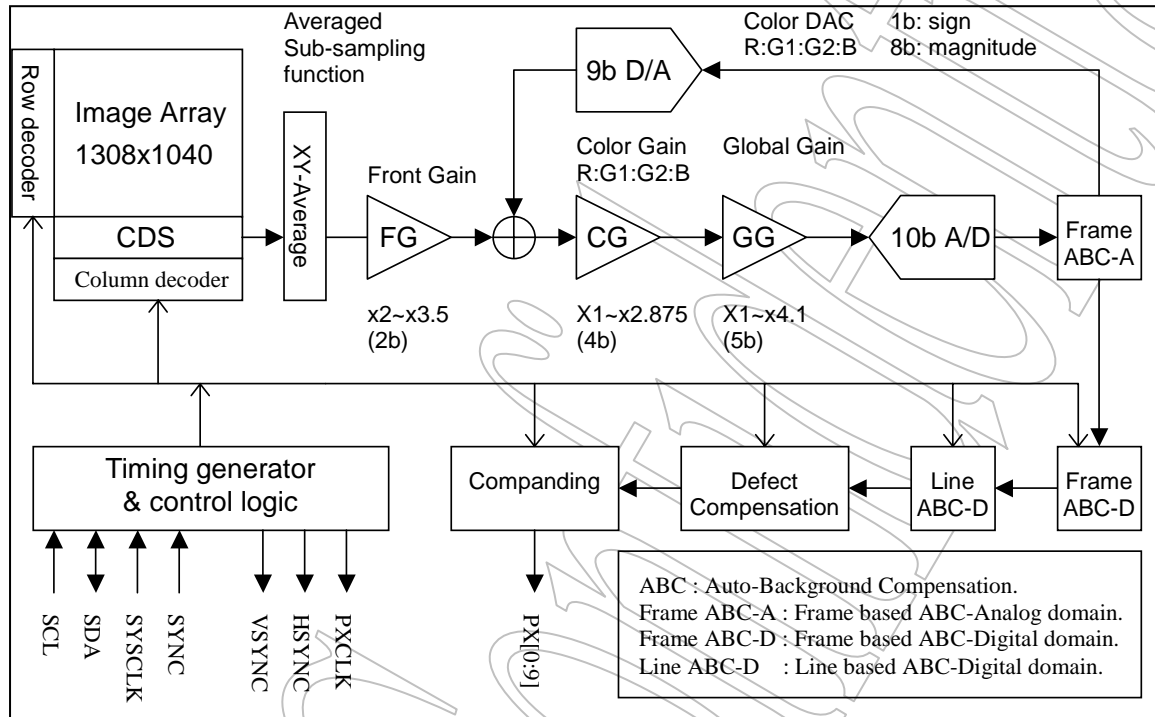 Averaged
Sub-sampling
function
Color DAC
R:G1:G2:B
1b: sign
8b: magnitude
Row decoder
Image Array
1308x1040
CDS
Column decoder
XY-Average
9b D/A
Front Gain
FG
x2~x3.5
(2b)
Color Gain
R:G1:G2:B
CG
X1~x2.875
(4b)
Global Gain
GG
X1~x4.1
(5b)
10b A/D
Frame
ABC-A
Timing generator
& control logic
Companding
Defect
Compensation
Line
ABC-D
Frame
ABC-D
SCL
SDA
SYSCLK
SYNC
VSYNC
HSYNC
PXCLK
PX[0:9]
ABC : Auto-Background Compensation.
Frame ABC-A : Frame based ABC-Analog domain.
Frame ABC-D : Frame based ABC-Digital domain.
Line ABC-D : Line based ABC-Digital domain.